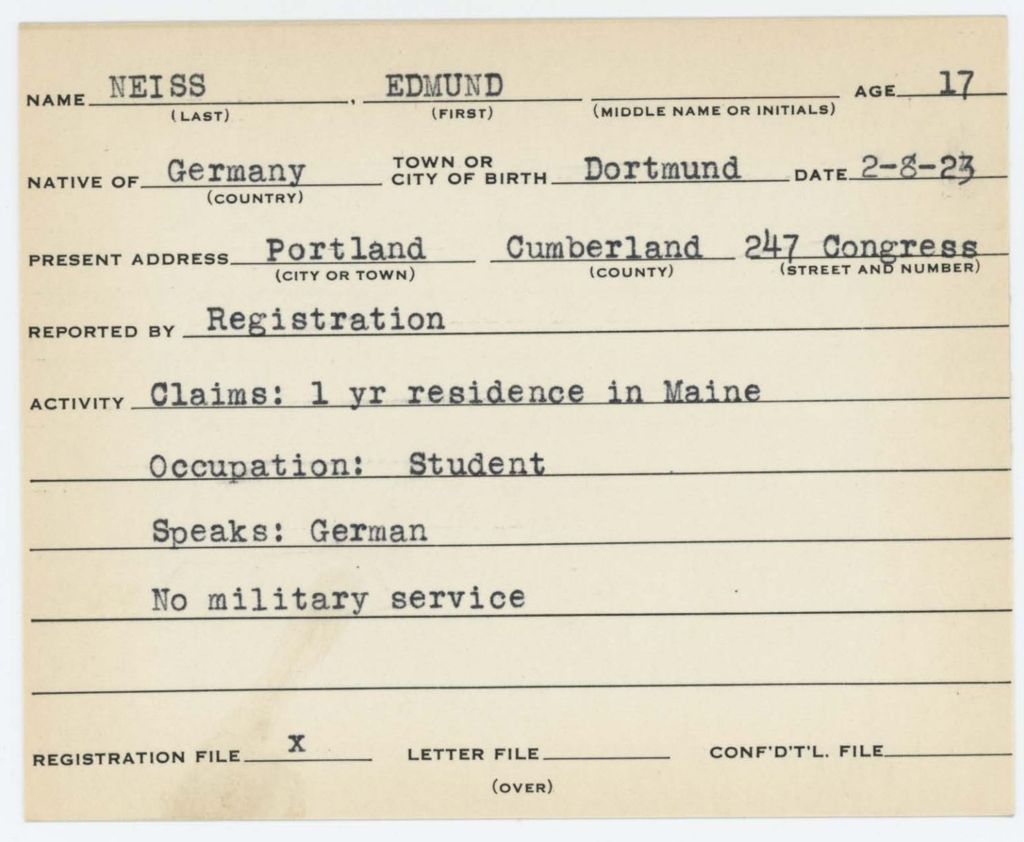 NAME NEISS, EDMUND AGE 17
(LAST) (FIRST) (MIDDLE NAME OR INITIALS)
NATIVE OF Germany TOWN OR CITY OF BIRTH Dortmund DATE 2-8-23
(COUNTRY)
PRESENT ADDRESS Portland Cumberland 247 Congress
(CITY OR TOWN) (COUNTY) (STREET AND NUMBER)
REPORTED BY Registration
ACTIVITY Claims: 1 yr residence in Maine
Occupation: Student
Speaks: German
No military service
REGISTRATION FILE X LETTER FILE CONF'D'T'L. FILE
(OVER)